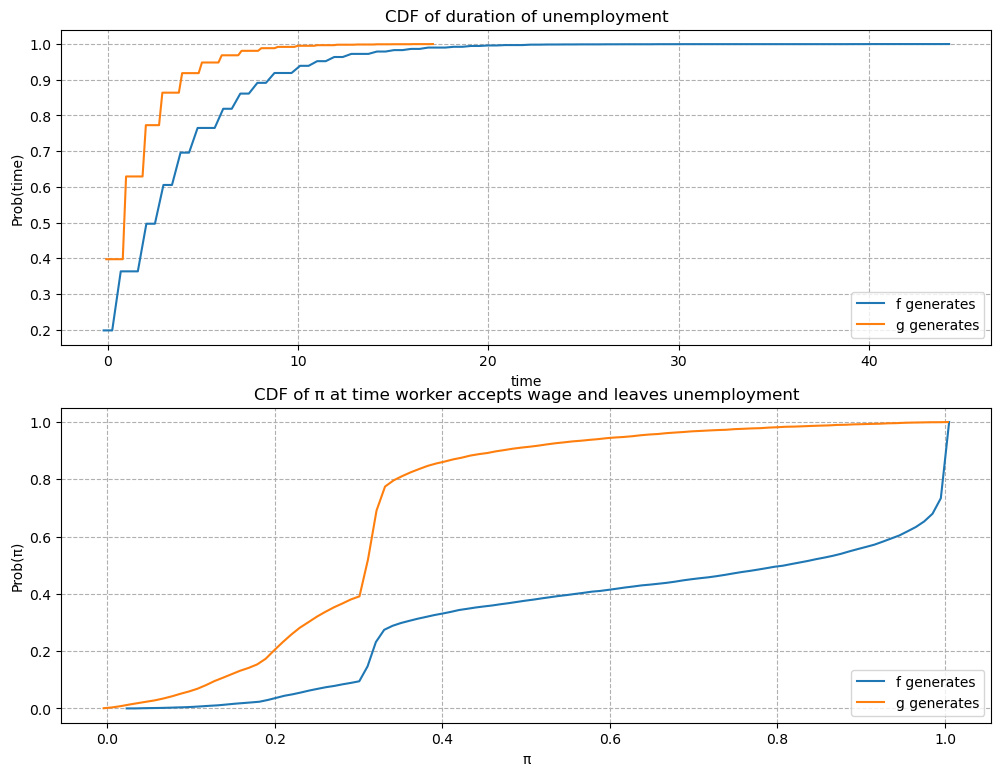 CDF of duration of unemployment
1.0
0.9
0.8
0.7
0.6
0.5
0.4
0.3
0.2
Prob(time)
f generates
g generates
0 10 20 30 40
time
CDF of π at time worker accepts wage and leaves unemployment
1.0
0.8
0.6
0.4
0.2
0.0
Prob(π)
f generates
g generates
0.0 0.2 0.4 0.6 0.8 1.0
π